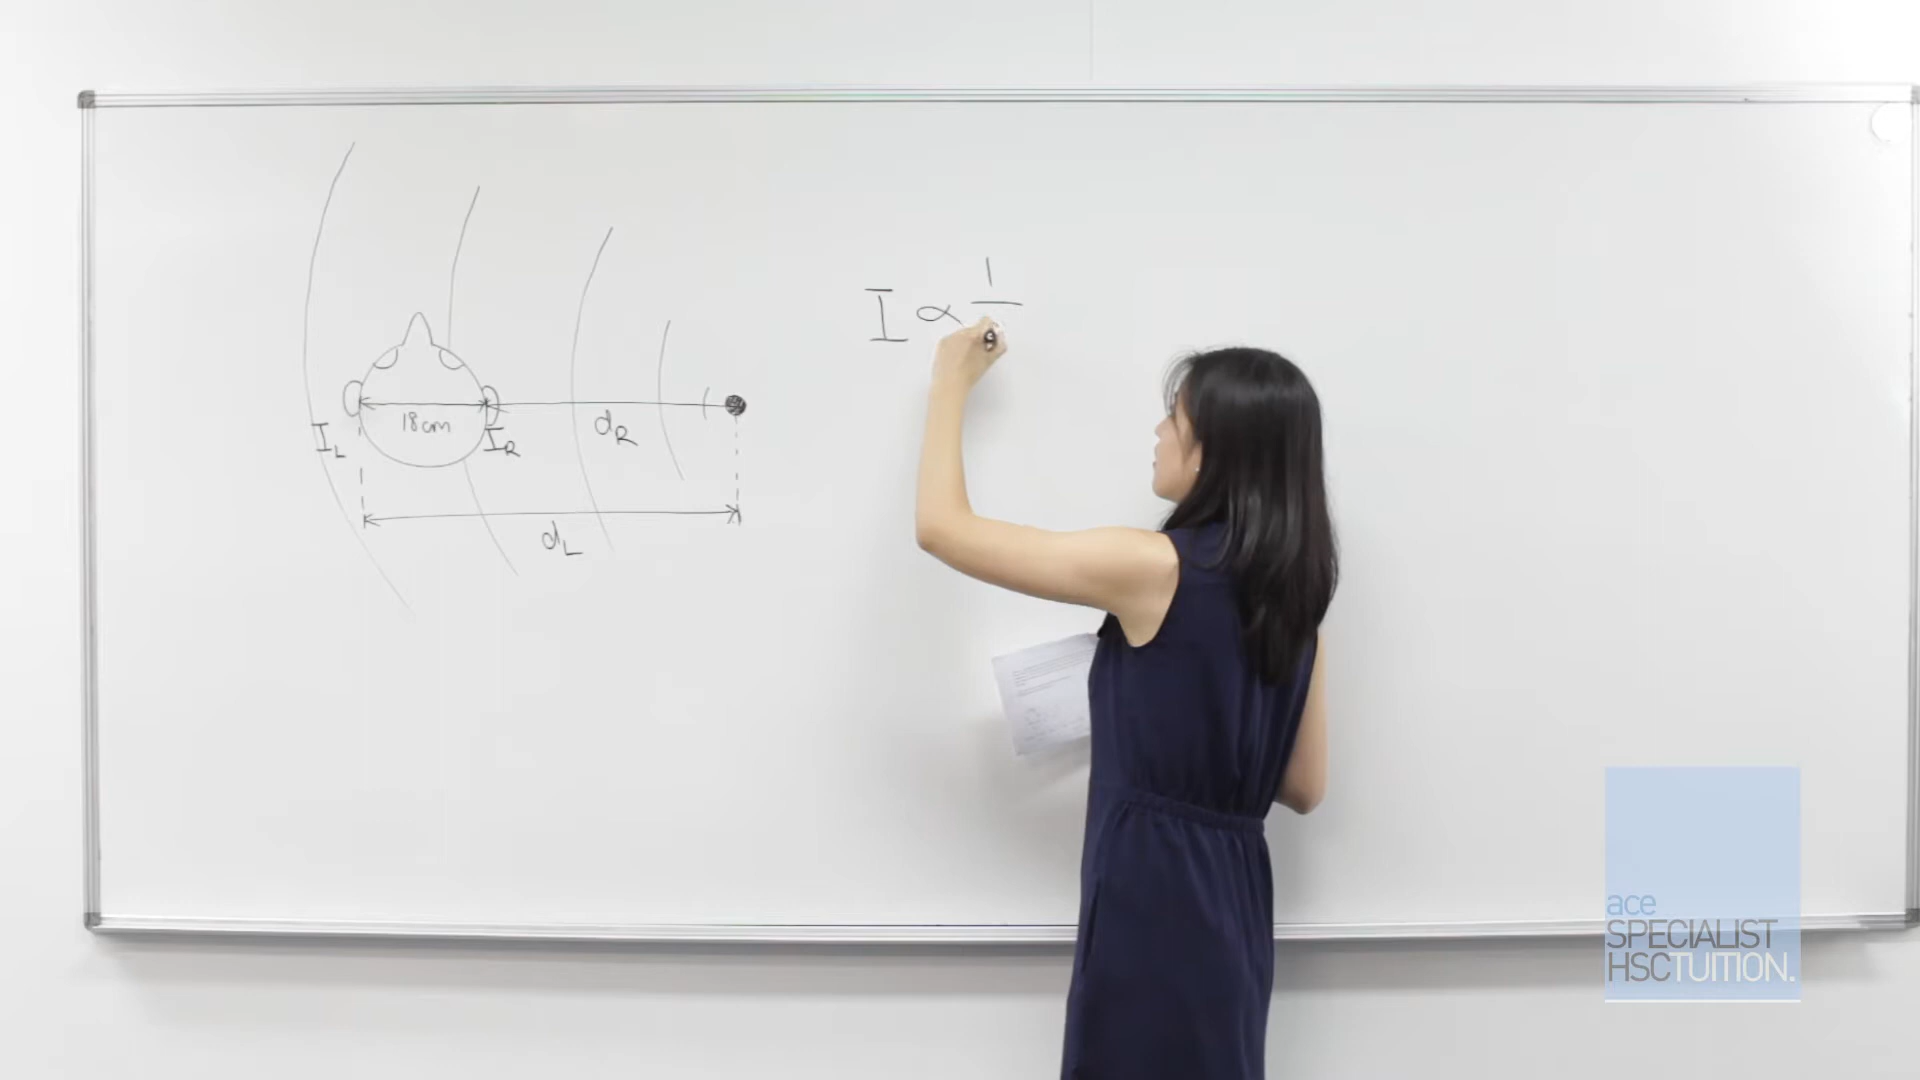 I ∝ 1
18cm
I_L
I_R
d_R
d_L
ace
SPECIALIST
HSCTUITION.